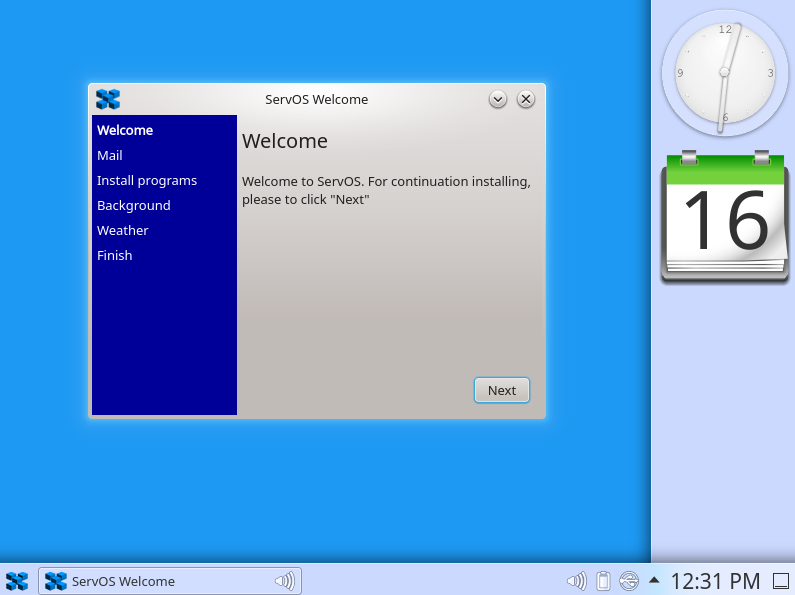 ServOS Welcome
Welcome
Mail
Install programs
Background
Weather
Finish
Welcome
Welcome to ServOS. For continuation installing,
please to click "Next"
Next
12
3
6
9
16
ServOS Welcome
12:31 PM